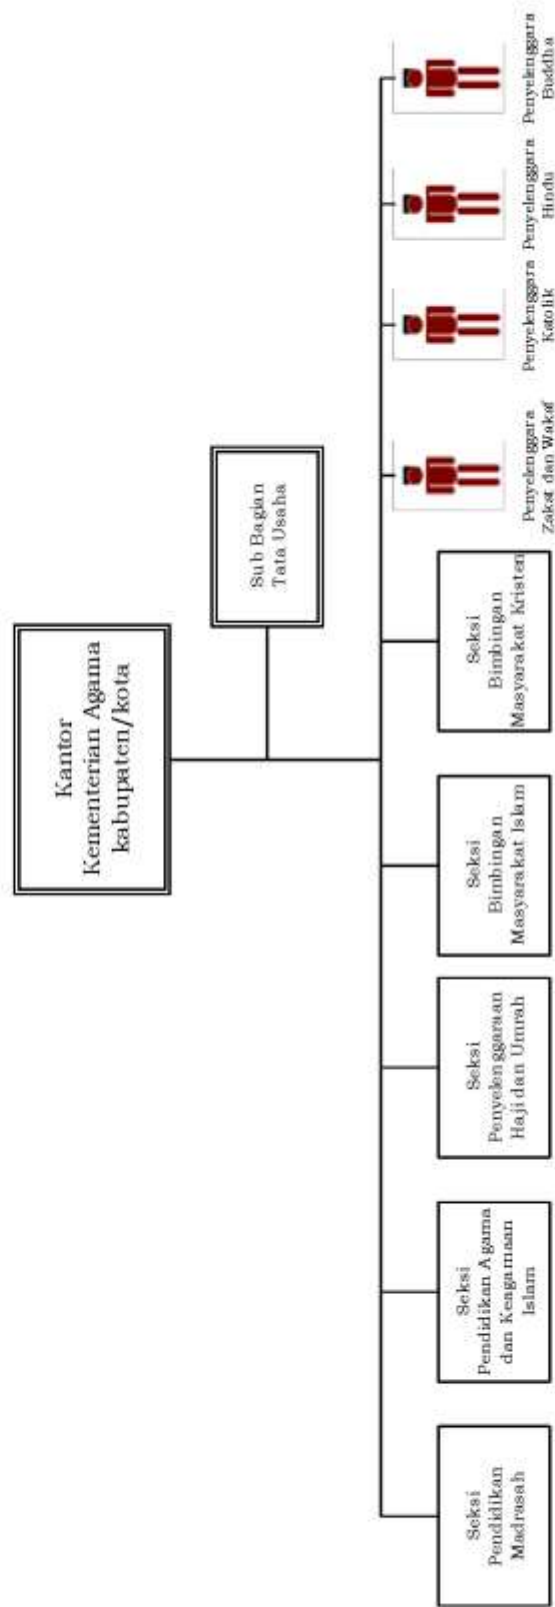 Kantor
Kementerian Agama
kabupaten/kota
Sub Bagian
Tata Usaha
Seksi
Pendidikan
Madrasah
Seksi
Pendidikan Agama
dan Keagamaan
Islam
Seksi
Penyelenggaraan
Haji dan Umrah
Seksi
Bimbingan
Masyarakat Islam
Seksi
Bimbingan
Masyarakat Kristen
Penyelenggara
Zakat dan Wakaf
Penyelenggara
Katolik
Penyelenggara
Hindu
Penyelenggara
Buddha